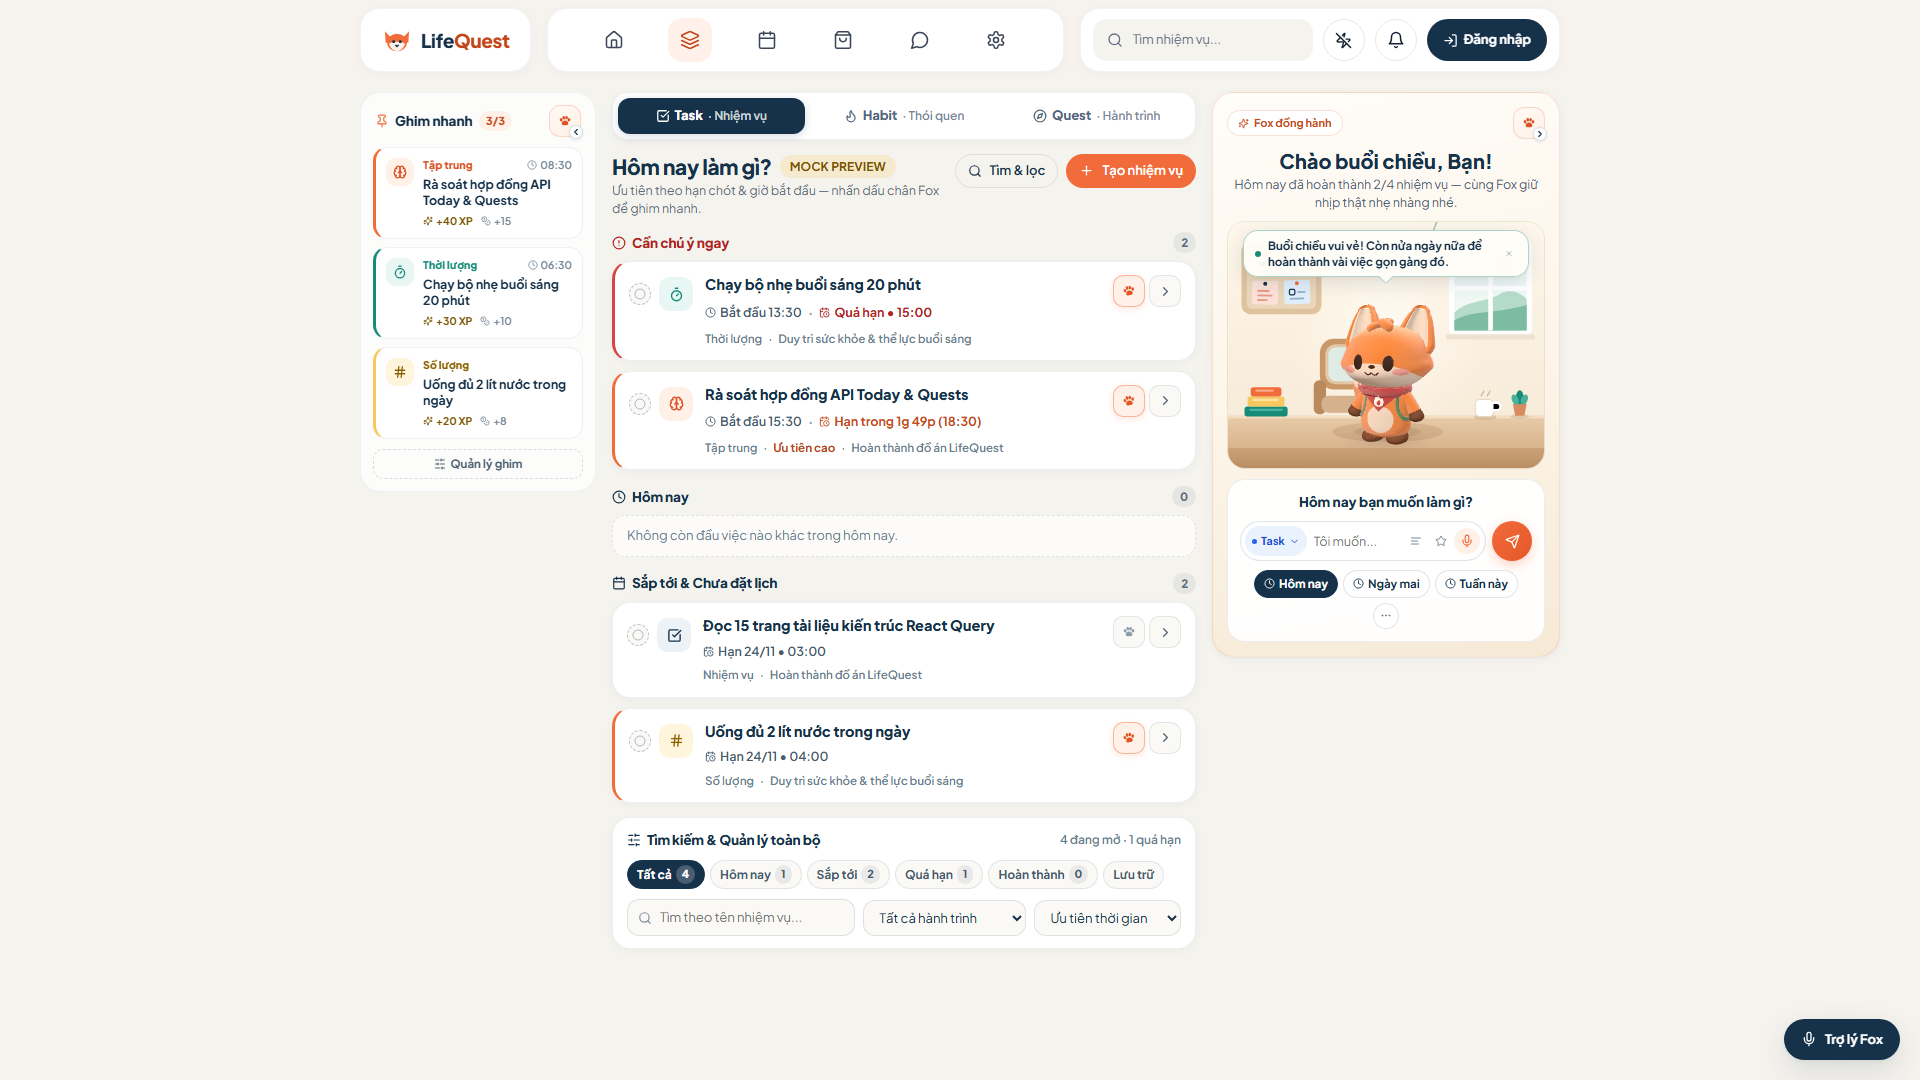 LifeQuest
Tìm nhiệm vụ...
Đăng nhập
Ghim nhanh 3/3
Tập trung 08:30
Rà soát hợp đồng API
Today & Quests
+40 XP +15
Thời lượng 06:30
Chạy bộ nhẹ buổi sáng
20 phút
+30 XP +10
Số lượng
Uống đủ 2 lít nước trong
ngày
+20 XP +8
Quản lý ghim
Task · Nhiệm vụ
Habit · Thói quen
Quest · Hành trình
Hôm nay làm gì? MOCK PREVIEW
Ưu tiên theo hạn chót & giờ bắt đầu — nhấn dấu chân Fox
để ghim nhanh.
Tìm & lọc
Tạo nhiệm vụ
Cần chú ý ngay 2
Chạy bộ nhẹ buổi sáng 20 phút
Bắt đầu 13:30 · Quá hạn • 15:00
Thời lượng · Duy trì sức khỏe & thể lực buổi sáng
Rà soát hợp đồng API Today & Quests
Bắt đầu 15:30 · Hạn trong 1g 49p (18:30)
Tập trung · Ưu tiên cao · Hoàn thành đồ án LifeQuest
Hôm nay 0
Không còn đầu việc nào khác trong hôm nay.
Sắp tới & Chưa đặt lịch 2
Đọc 15 trang tài liệu kiến trúc React Query
Hạn 24/11 • 03:00
Nhiệm vụ · Hoàn thành đồ án LifeQuest
Uống đủ 2 lít nước trong ngày
Hạn 24/11 • 04:00
Số lượng · Duy trì sức khỏe & thể lực buổi sáng
Tìm kiếm & Quản lý toàn bộ 4 đang mở · 1 quá hạn
Tất cả 4 Hôm nay 1 Sắp tới 2 Quá hạn 1 Hoàn thành 0 Lưu trữ
Tìm theo tên nhiệm vụ... Tất cả hành trình Ưu tiên thời gian
Fox đồng hành
Chào buổi chiều, Bạn!
Hôm nay đã hoàn thành 2/4 nhiệm vụ — cùng Fox giữ
nhịp thật nhẹ nhàng nhé.
Buổi chiều vui vẻ! Còn nửa ngày nữa để
hoàn thành vài việc gọn gàng đó.
Hôm nay bạn muốn làm gì?
Task Tôi muốn...
Hôm nay Ngày mai Tuần này
...
Trợ lý Fox